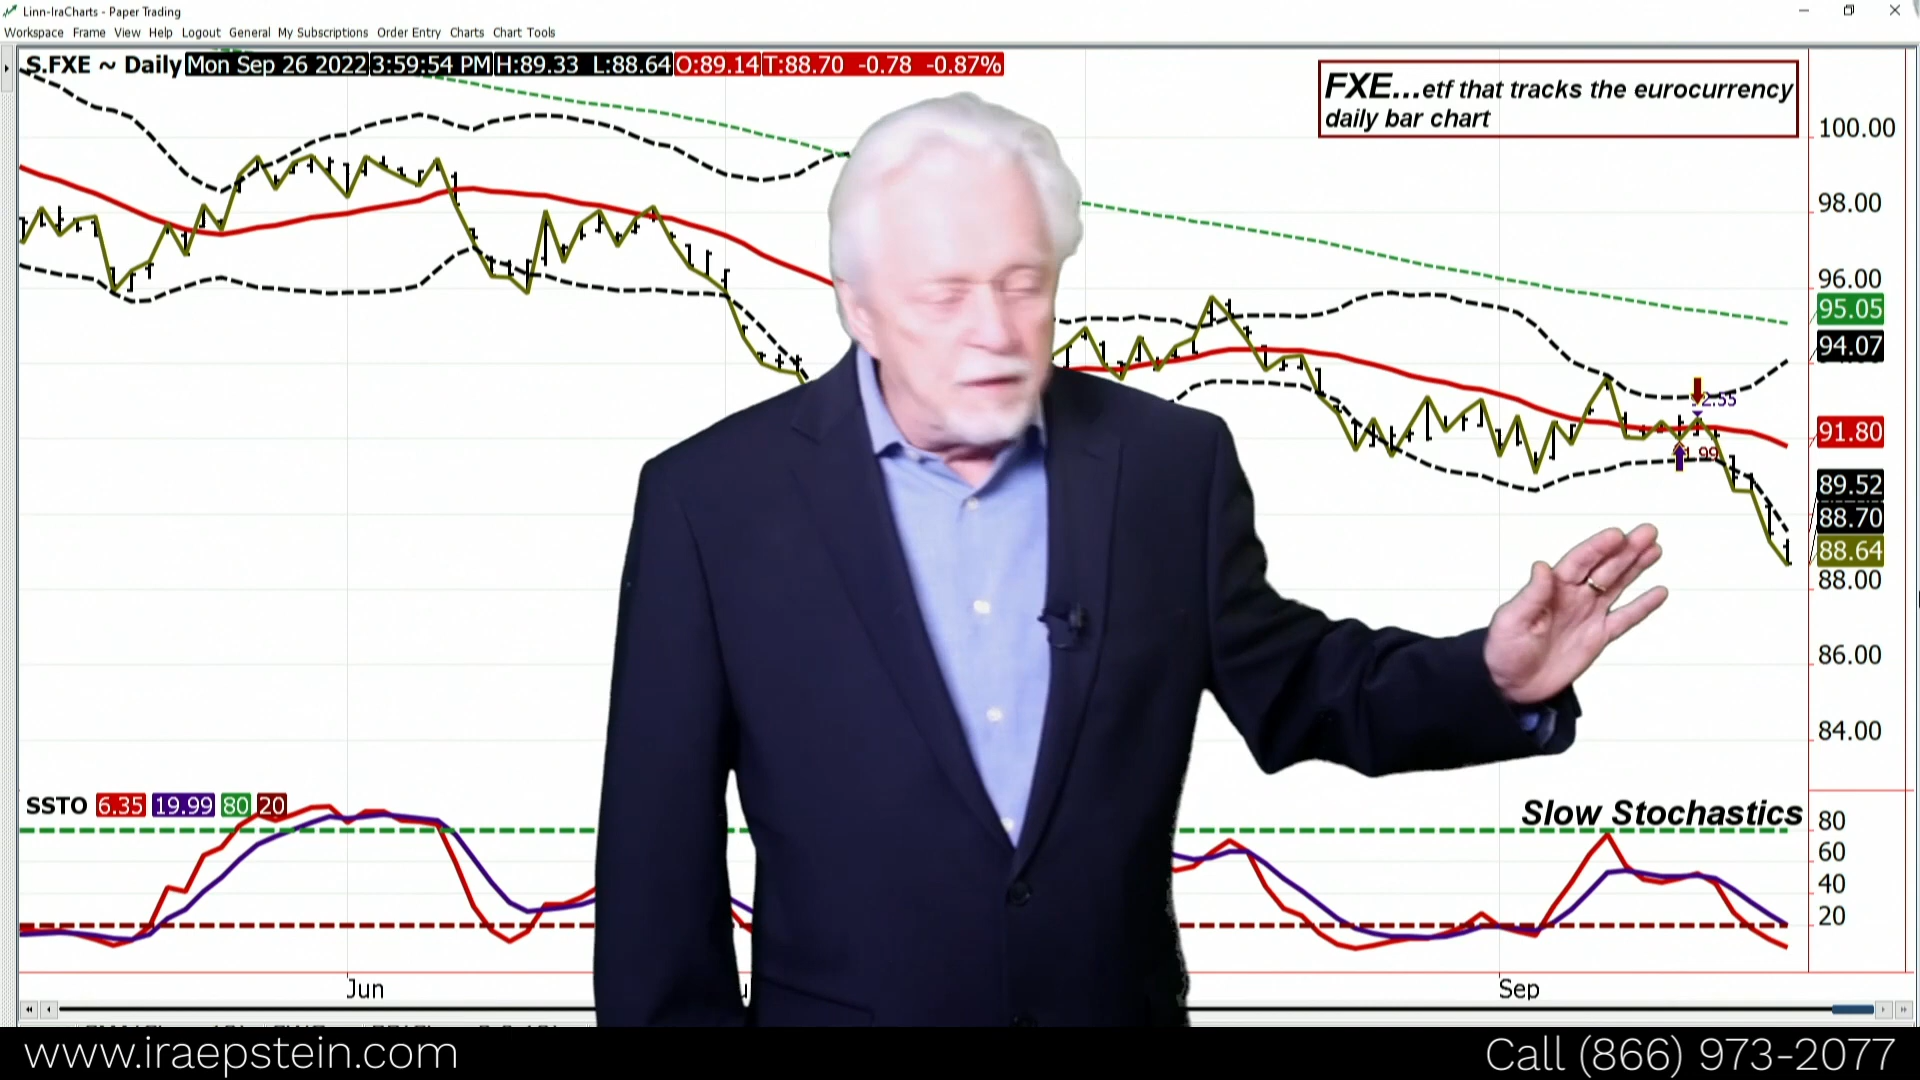 Linn-IraCharts - Paper Trading
Workspace Frame View Help Logout General My Subscriptions Order Entry Charts Chart Tools
S.FXE ~ Daily Mon Sep 26 2022 3:59:54 PM H:89.33 L:88.64 O:89.14 T:88.70 -0.78 -0.87%
FXE...etf that tracks the eurocurrency
daily bar chart
100.00
98.00
96.00
95.05
94.07
91.80
89.52
88.70
88.64
88.00
86.00
84.00
SSTO 6.35 19.99 80 20
Slow Stochastics
80
60
40
20
Jun
Sep
www.iraepstein.com
Call (866) 973-2077